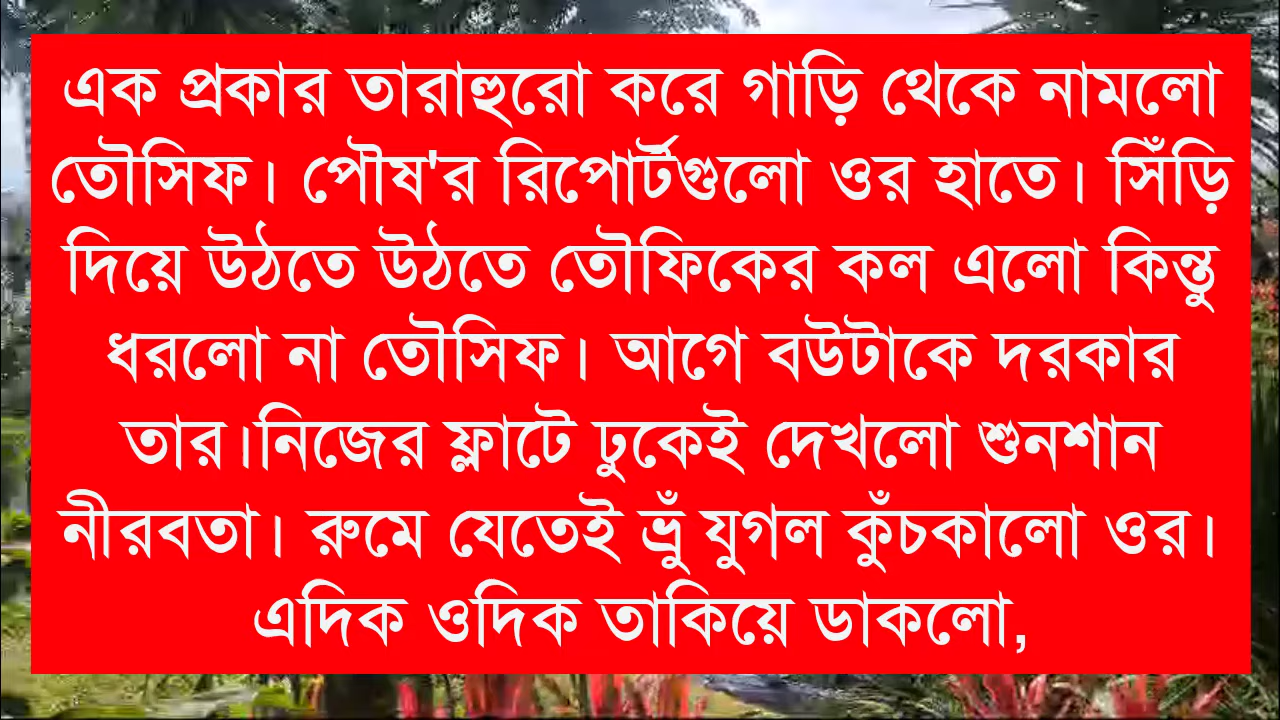 এক প্রকার তারাহুরো করে গাড়ি থেকে নামলো
তৌসিফ। পৌষ'র রিপোর্টগুলো ওর হাতে। সিঁড়ি
দিয়ে উঠতে উঠতে তৌফিকের কল এলো কিন্তু
ধরলো না তৌসিফ। আগে বউটাকে দরকার
তার।নিজের ফ্লাটে ঢুকেই দেখলো শুনশান
নীরবতা। রুমে যেতেই ভ্রুঁ যুগল কুঁচকালো ওর।
এদিক ওদিক তাকিয়ে ডাকলো,